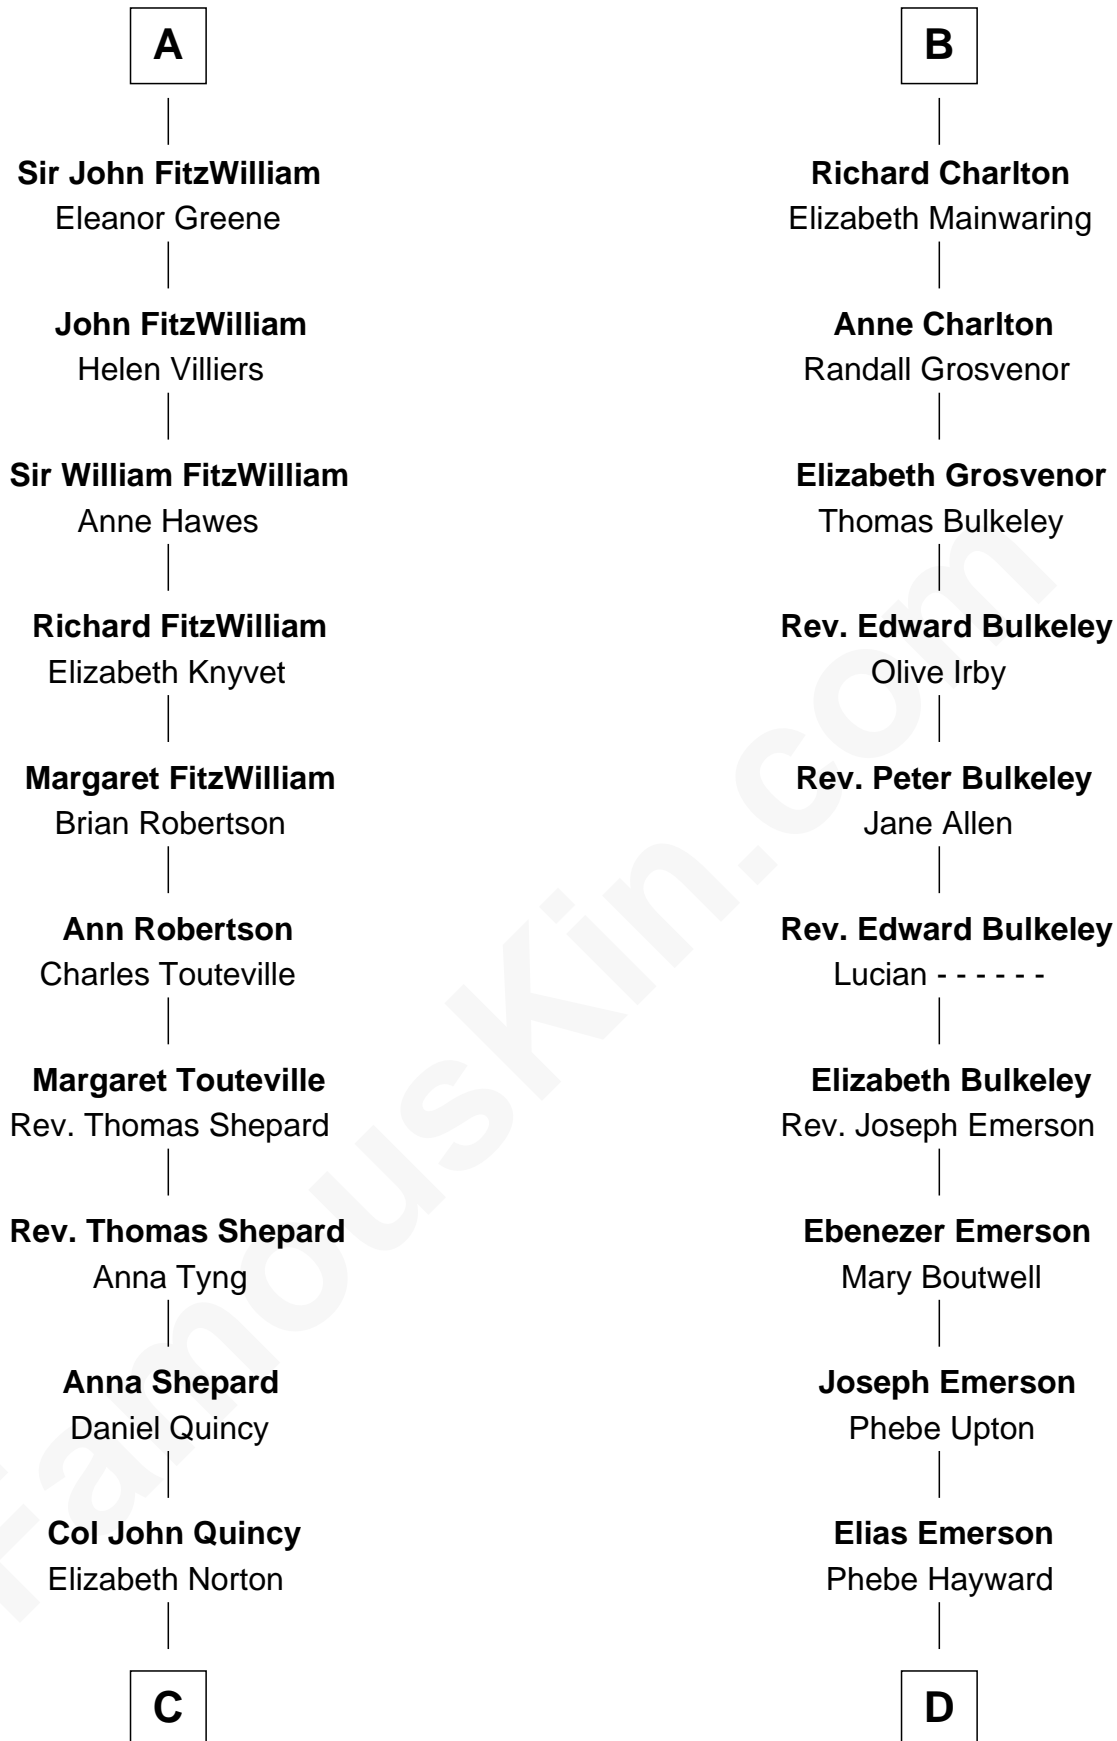 A
Sir John FitzWilliam
Eleanor Greene
John FitzWilliam
Helen Villiers
Sir William FitzWilliam
Anne Hawes
Richard FitzWilliam
Elizabeth Knyvet
Margaret FitzWilliam
Brian Robertson
Ann Robertson
Charles Touteville
Margaret Touteville
Rev. Thomas Shepard
Rev. Thomas Shepard
Anna Tyng
Anna Shepard
Daniel Quincy
Col John Quincy
Elizabeth Norton
C
B
Richard Charlton
Elizabeth Mainwaring
Anne Charlton
Randall Grosvenor
Elizabeth Grosvenor
Thomas Bulkeley
Rev. Edward Bulkeley
Olive Irby
Rev. Peter Bulkeley
Jane Allen
Rev. Edward Bulkeley
Lucian - - - - - -
Elizabeth Bulkeley
Rev. Joseph Emerson
Ebenezer Emerson
Mary Boutwell
Joseph Emerson
Phebe Upton
Elias Emerson
Phebe Hayward
D
FamousKin.com